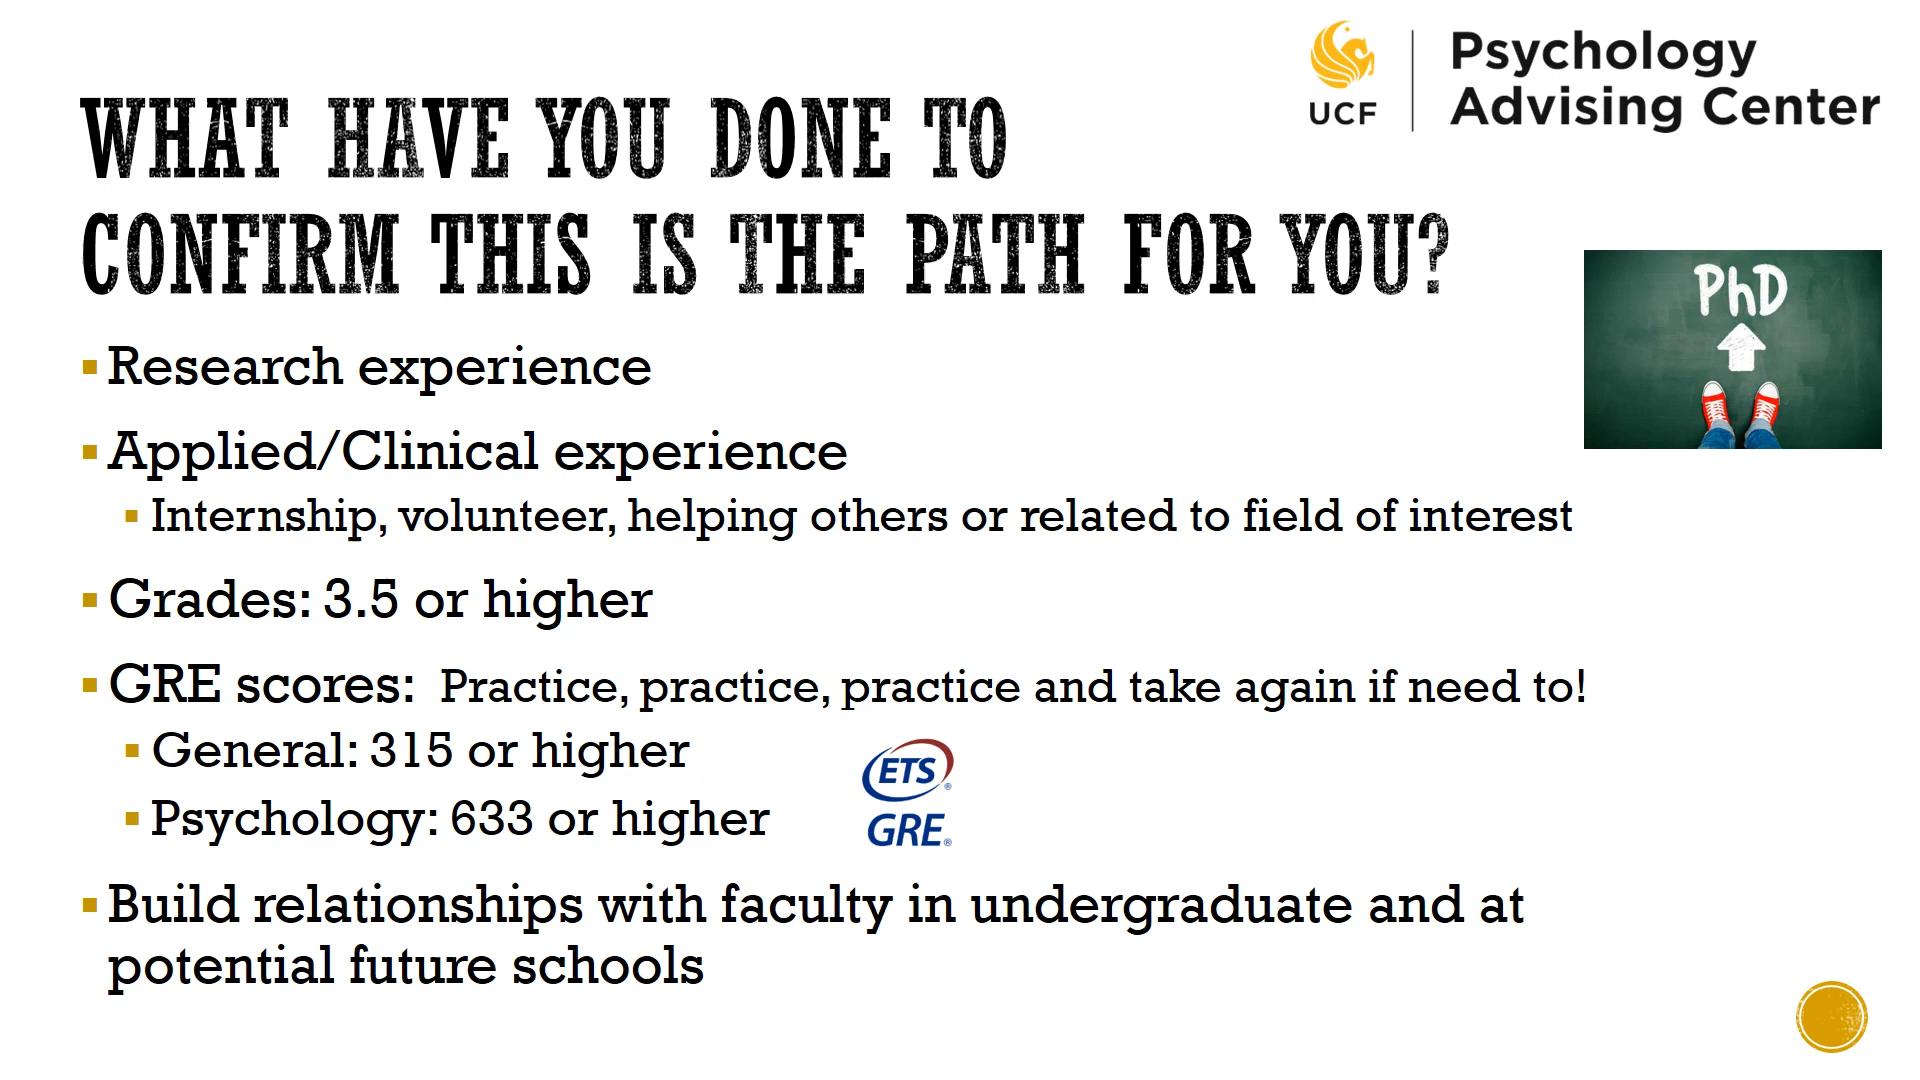 UCF
Psychology
Advising Center
WHAT HAVE YOU DONE TO
CONFIRM THIS IS THE PATH FOR YOU?
PhD
Research experience
Applied/Clinical experience
Internship, volunteer, helping others or related to field of interest
Grades: 3.5 or higher
GRE scores: Practice, practice, practice and take again if need to!
General: 315 or higher
Psychology: 633 or higher
ETS®
GRE®
Build relationships with faculty in undergraduate and at
potential future schools